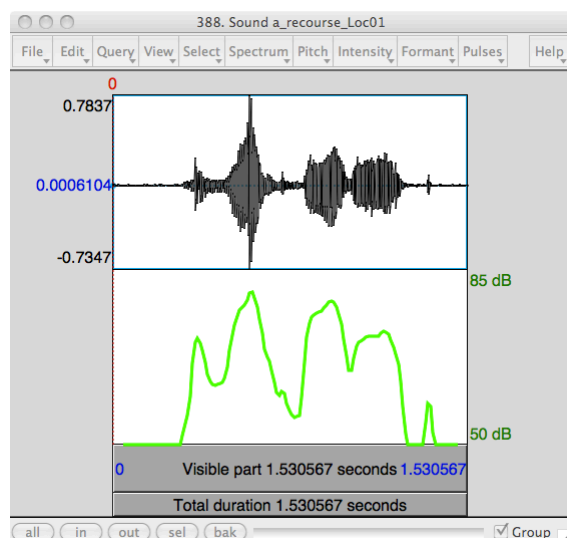 388. Sound a_recourse_Loc01
File Edit Query View Select Spectrum Pitch Intensity Formant Pulses Help
0
0.7837
0.0006104
-0.7347
85 dB
50 dB
0 Visible part 1.530567 seconds 1.530567
Total duration 1.530567 seconds
all in out sel bak Group